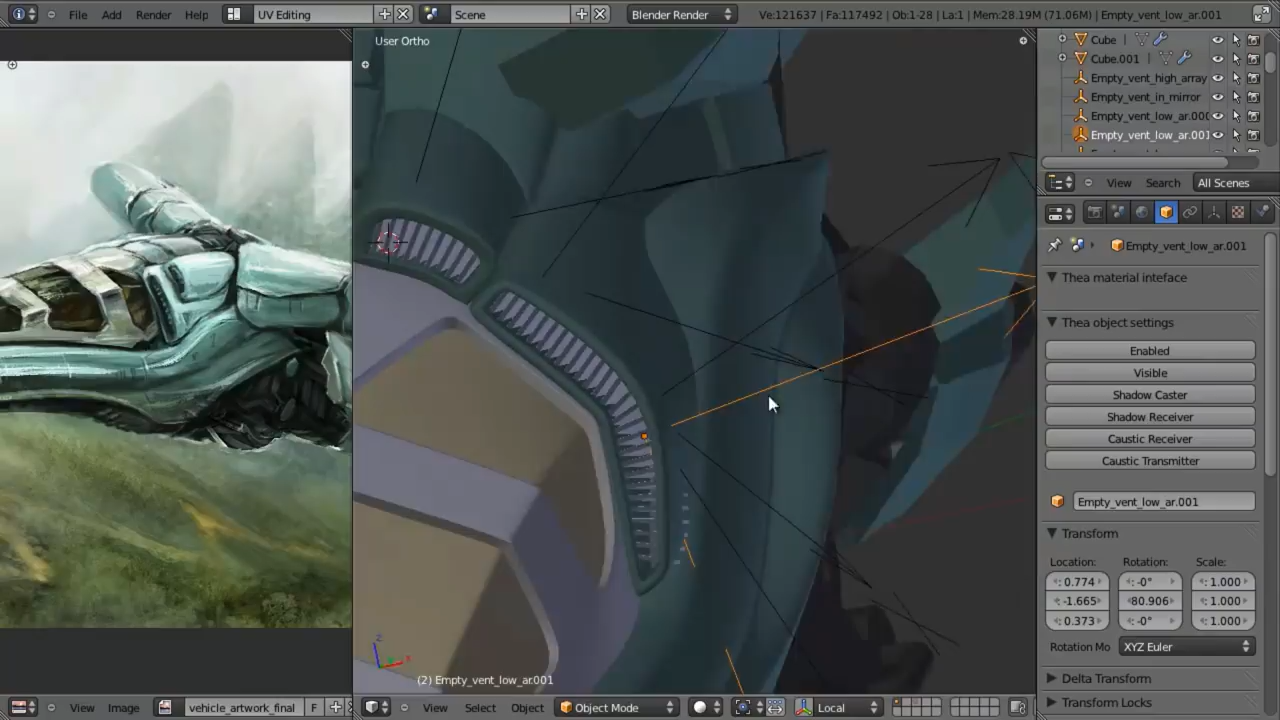 File Add Render Help UV Editing Scene Blender Render Ve:121637 | Fa:117492 | Ob:1-28 | La:1 | Mem:28.19M (71.06M) | Empty_vent_low_ar.001
User Ortho
Cube
Cube.001
Empty_vent_high_array
Empty_vent_in_mirror
Empty_vent_low_ar.00
Empty_vent_low_ar.001
View Search All Scenes
Empty_vent_low_ar.001
Thea material inteface
Thea object settings
Enabled
Visible
Shadow Caster
Shadow Receiver
Caustic Receiver
Caustic Transmitter
Empty_vent_low_ar.001
Transform
Location: Rotation: Scale:
0.774 -0° 1.000
-1.665 80.906 1.000
0.373 -0° 1.000
Rotation Mo XYZ Euler
Delta Transform
Transform Locks
z
x
(2) Empty_vent_low_ar.001
View Image vehicle_artwork_final F View Select Object Object Mode Local